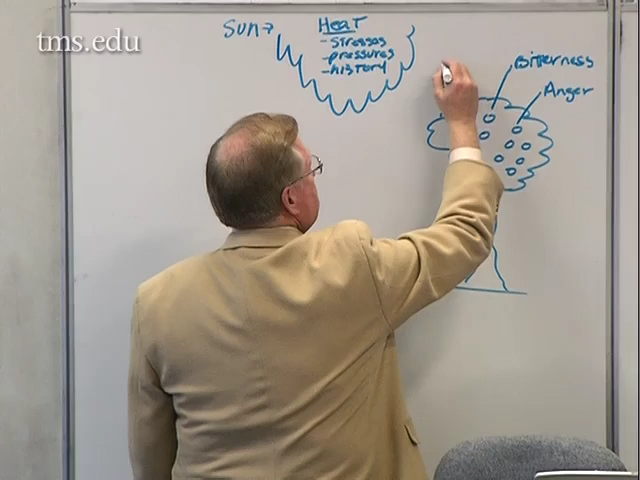 tms.edu
Sun→
Heat
-Stresses
-pressures
-history
Bitterness
Anger